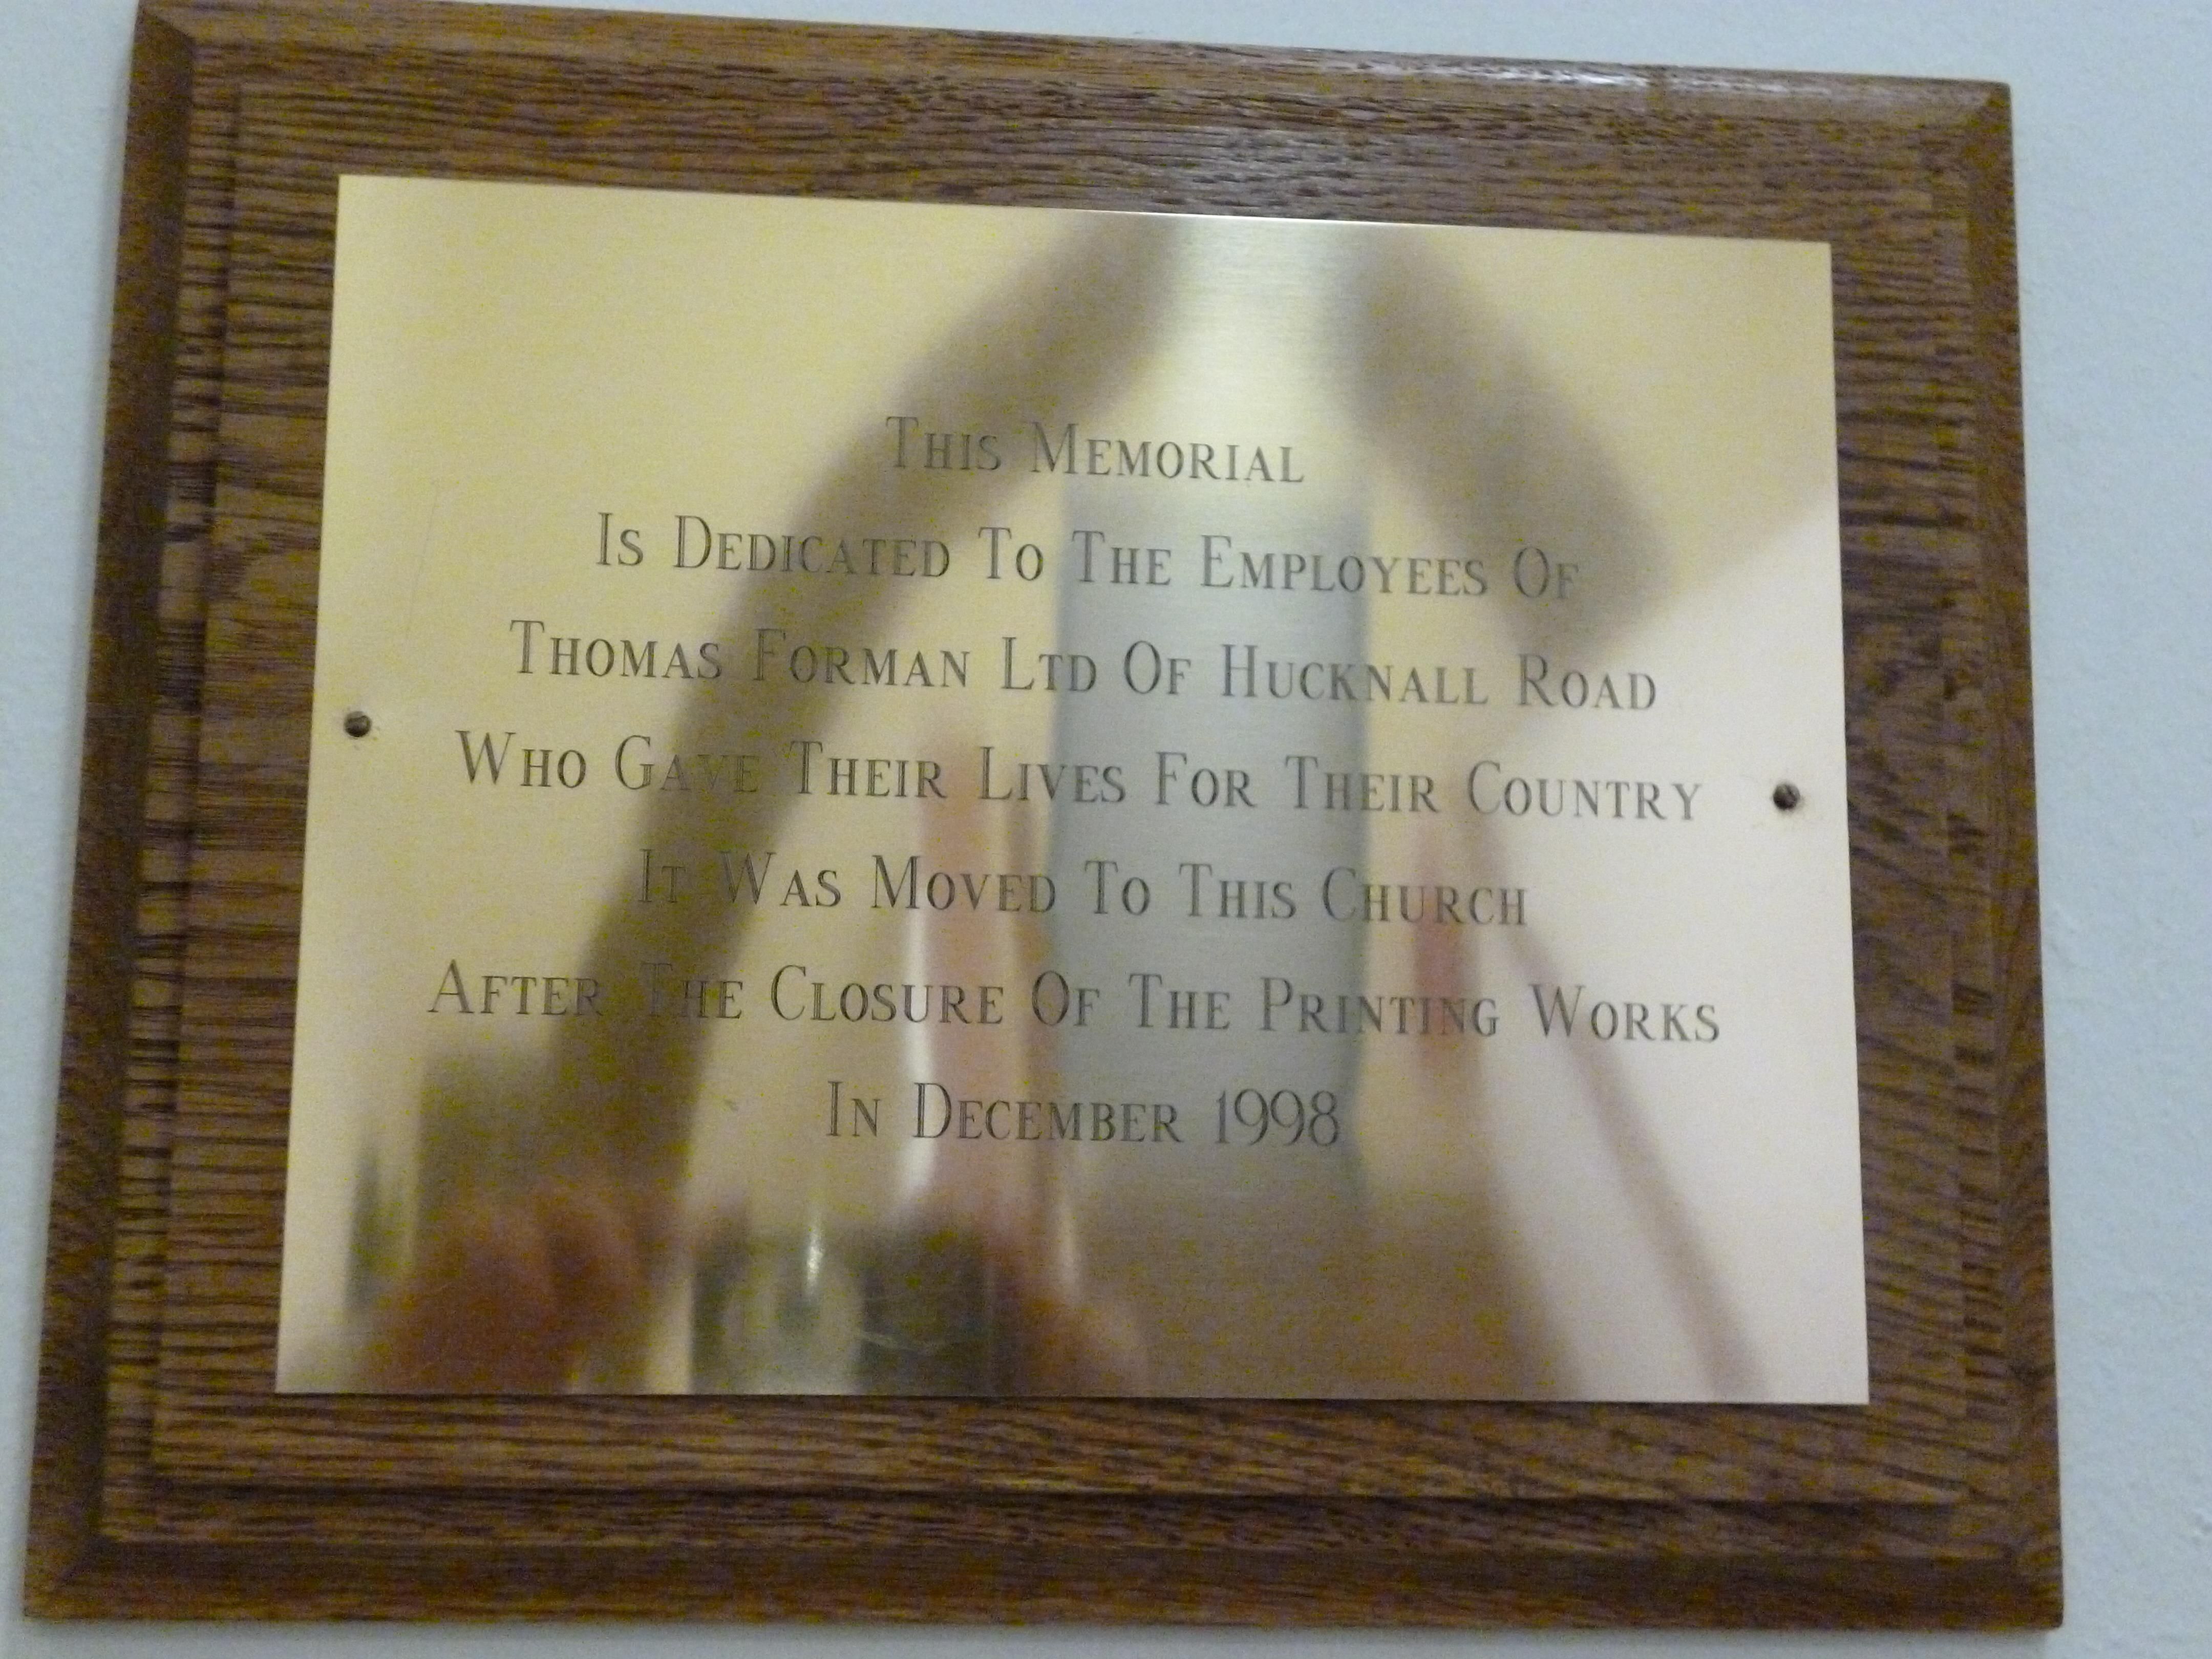 This Memorial
Is Dedicated To The Employees Of
Thomas Forman Ltd Of Hucknall Road
Who Gave Their Lives For Their Country
It Was Moved To This Church
After The Closure Of The Printing Works
In December 1998